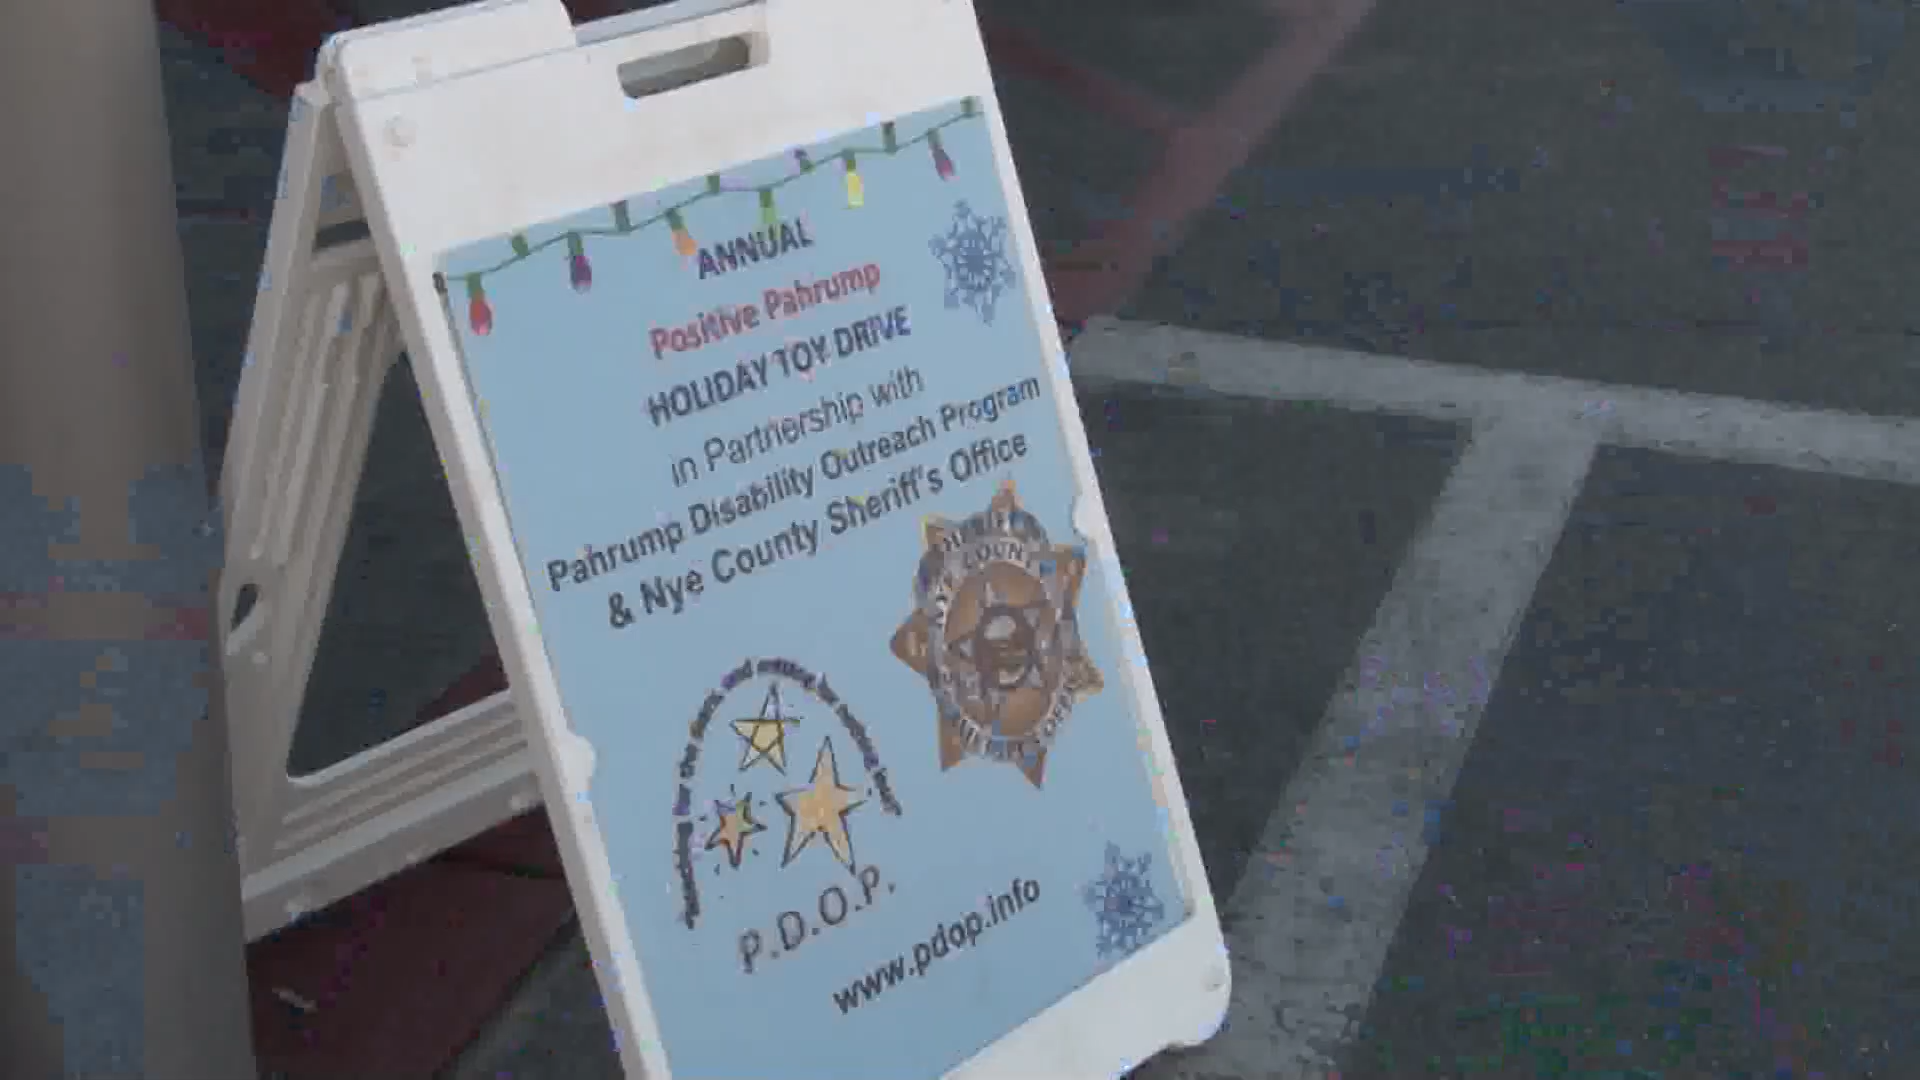 ANNUAL
Positive Pahrump
HOLIDAY TOY DRIVE
in Partnership with
Pahrump Disability Outreach Program
& Nye County Sheriff's Office
P.D.O.P.
www.pdop.info